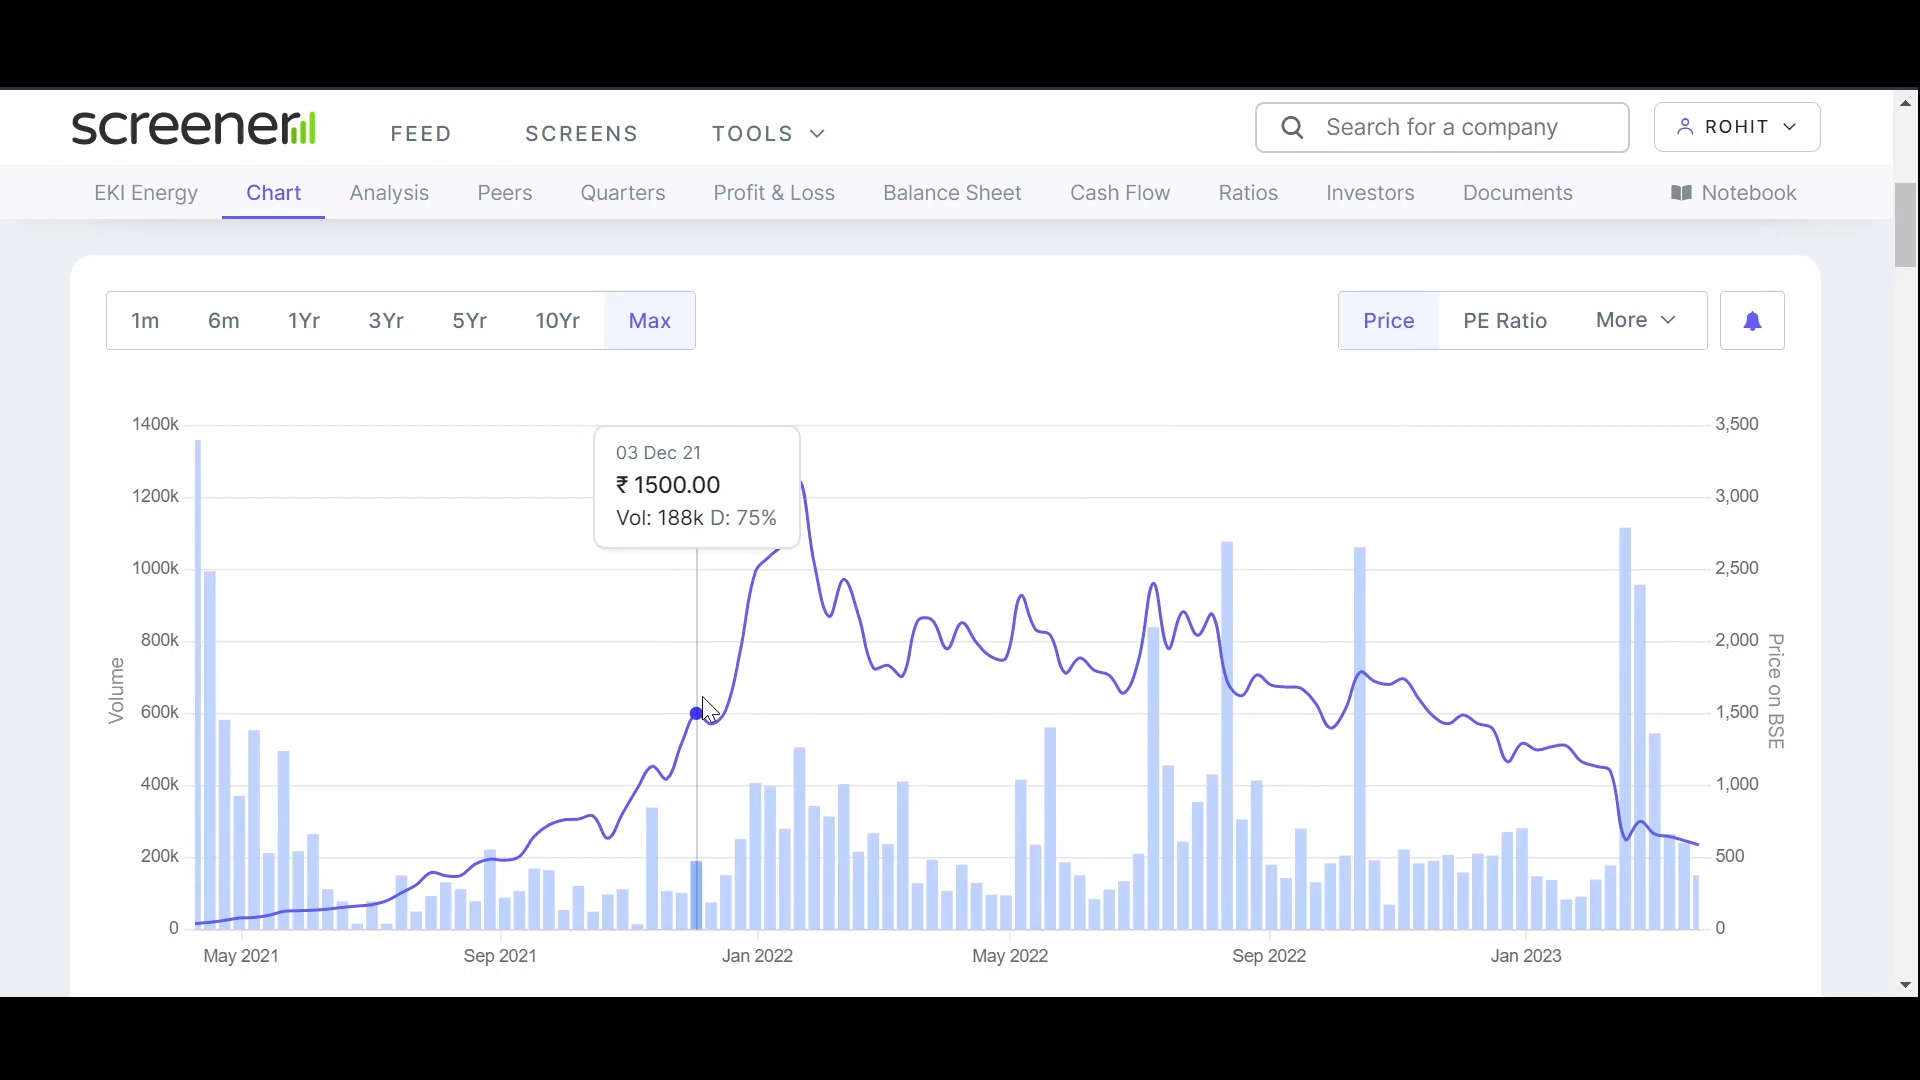 screener
FEED
SCREENS
TOOLS
Search for a company
ROHIT
EKI Energy
Chart
Analysis
Peers
Quarters
Profit & Loss
Balance Sheet
Cash Flow
Ratios
Investors
Documents
Notebook
1m
6m
1Yr
3Yr
5Yr
10Yr
Max
Price
PE Ratio
More
1400k
1200k
1000k
800k
600k
400k
200k
0
Volume
03 Dec 21
₹ 1500.00
Vol: 188k D: 75%
3,500
3,000
2,500
2,000
1,500
1,000
500
0
Price on BSE
May 2021
Sep 2021
Jan 2022
May 2022
Sep 2022
Jan 2023